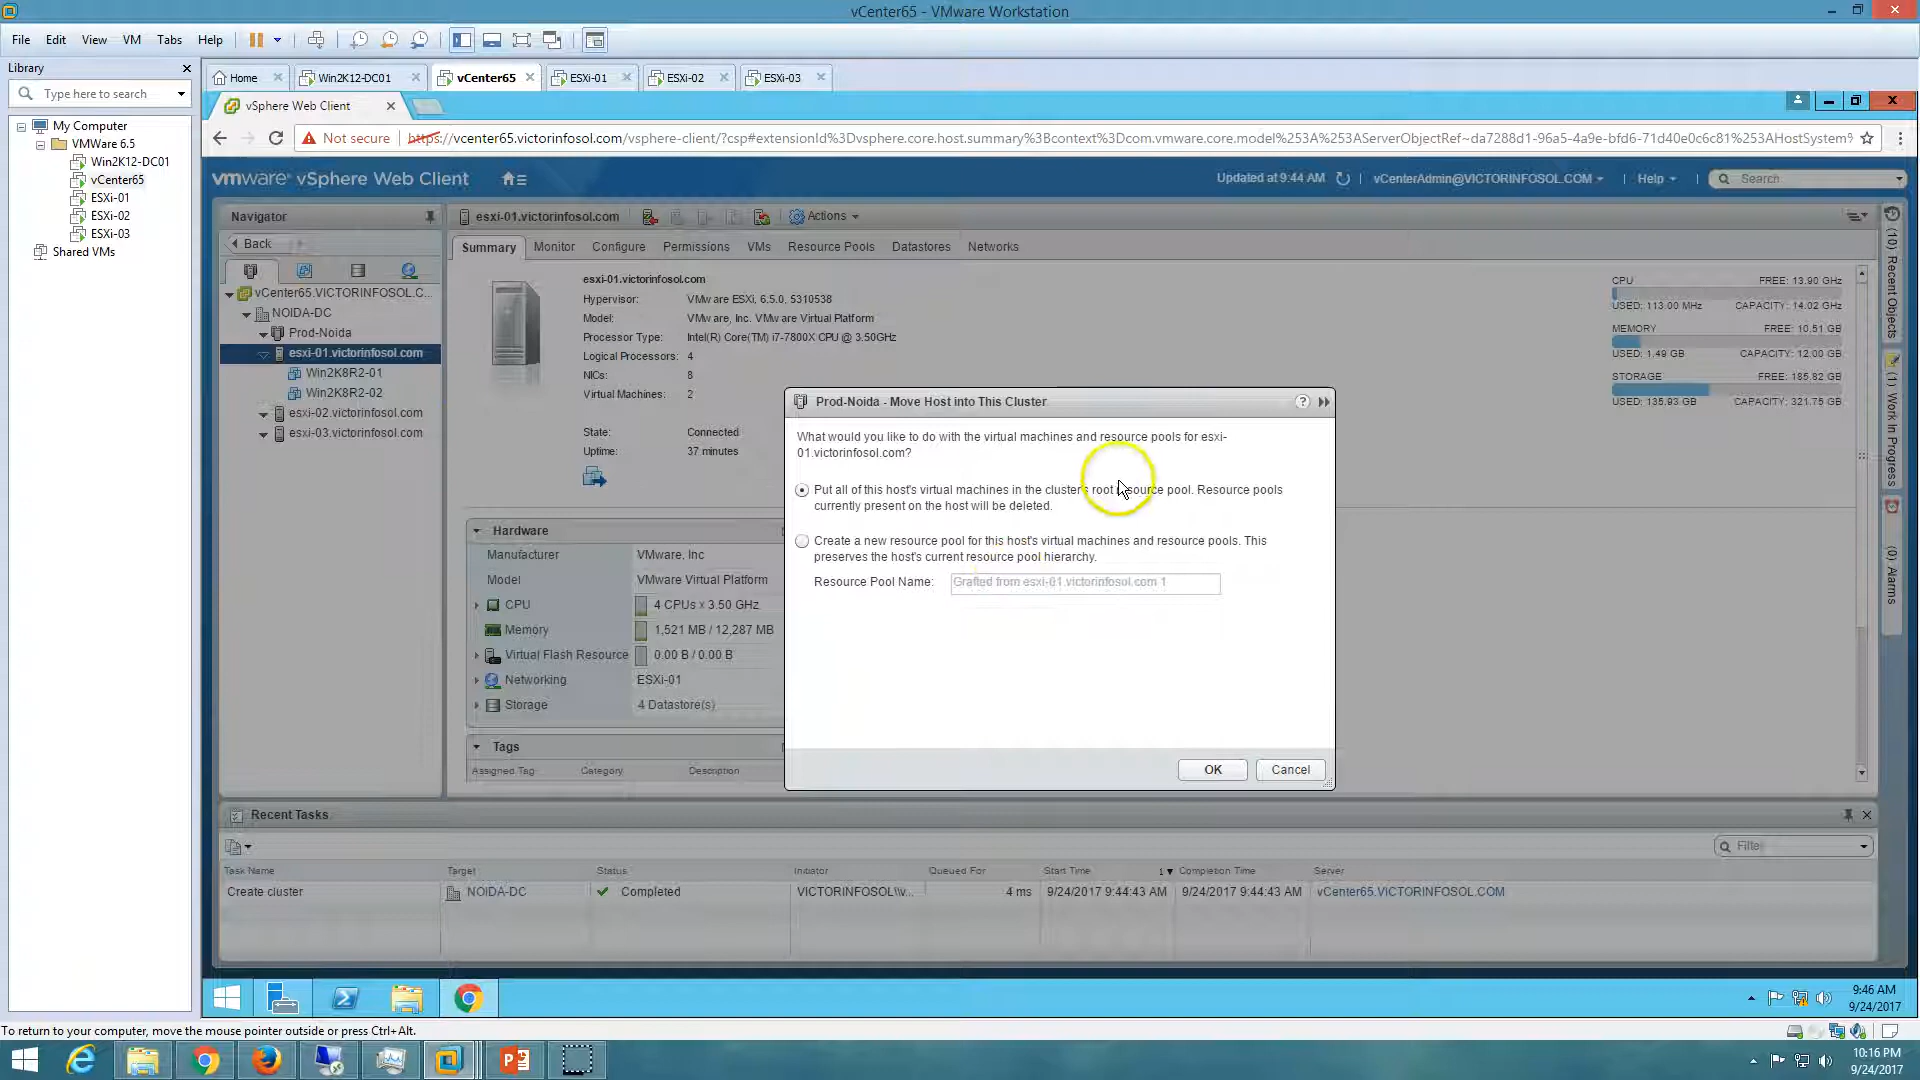 vCenter65 - VMware Workstation
File Edit View VM Tabs Help
Library
Type here to search
My Computer
VMWare 6.5
Win2K12-DC01
vCenter65
ESXi-01
ESXi-02
ESXi-03
Shared VMs
Home Win2K12-DC01 vCenter65 ESXi-01 ESXi-02 ESXi-03
vSphere Web Client
Not secure https://vcenter65.victorinfosol.com/vsphere-client/?csp#extensionId%3Dvsphere.core.host.summary%3Bcontext%3Dcom.vmware.core.model%253A%253AServerObjectRef~da7288d1-96a5-4a9e-bfd6-71d40e0c6c81%253AHostSystem%
vmware vSphere Web Client Updated at 9:44 AM vCenterAdmin@VICTORINFOSOL.COM Help Search
Navigator
Back
vCenter65.VICTORINFOSOL.C...
NOIDA-DC
Prod-Noida
esxi-01.victorinfosol.com
Win2K8R2-01
Win2K8R2-02
esxi-02.victorinfosol.com
esxi-03.victorinfosol.com
esxi-01.victorinfosol.com Actions
Summary Monitor Configure Permissions VMs Resource Pools Datastores Networks
esxi-01.victorinfosol.com
Hypervisor: VMware ESXi, 6.5.0, 5310538
Model: VMware, Inc. VMware Virtual Platform
Processor Type: Intel(R) Core(TM) i7-7800X CPU @ 3.50GHz
Logical Processors: 4
NICs: 8
Virtual Machines: 2
State: Connected
Uptime: 37 minutes
CPU FREE: 13.90 GHz
USED: 113.00 MHz CAPACITY: 14.02 GHz
MEMORY FREE: 10.51 GB
USED: 1.49 GB CAPACITY: 12.00 GB
STORAGE FREE: 185.82 GB
USED: 135.93 GB CAPACITY: 321.75 GB
(10) Recent Objects
(1) Work In Progress
(0) Alarms
Hardware
Manufacturer VMware, Inc
Model VMware Virtual Platform
CPU 4 CPUs x 3.50 GHz
Memory 1,521 MB / 12,287 MB
Virtual Flash Resource 0.00 B / 0.00 B
Networking ESXi-01
Storage 4 Datastore(s)
Tags
Assigned Tag Category Description
Prod-Noida - Move Host into This Cluster
What would you like to do with the virtual machines and resource pools for esxi-
01.victorinfosol.com?
Put all of this host's virtual machines in the cluster's root resource pool. Resource pools
currently present on the host will be deleted.
Create a new resource pool for this host's virtual machines and resource pools. This
preserves the host's current resource pool hierarchy.
Resource Pool Name: Grafted from esxi-01.victorinfosol.com 1
OK Cancel
Recent Tasks
Filter
Task Name Target Status Initiator Queued For Start Time 1 Completion Time Server
Create cluster NOIDA-DC Completed VICTORINFOSOL\\v... 4 ms 9/24/2017 9:44:43 AM 9/24/2017 9:44:43 AM vCenter65.VICTORINFOSOL.COM
9:46 AM
9/24/2017
To return to your computer, move the mouse pointer outside or press Ctrl+Alt.
10:16 PM
9/24/2017